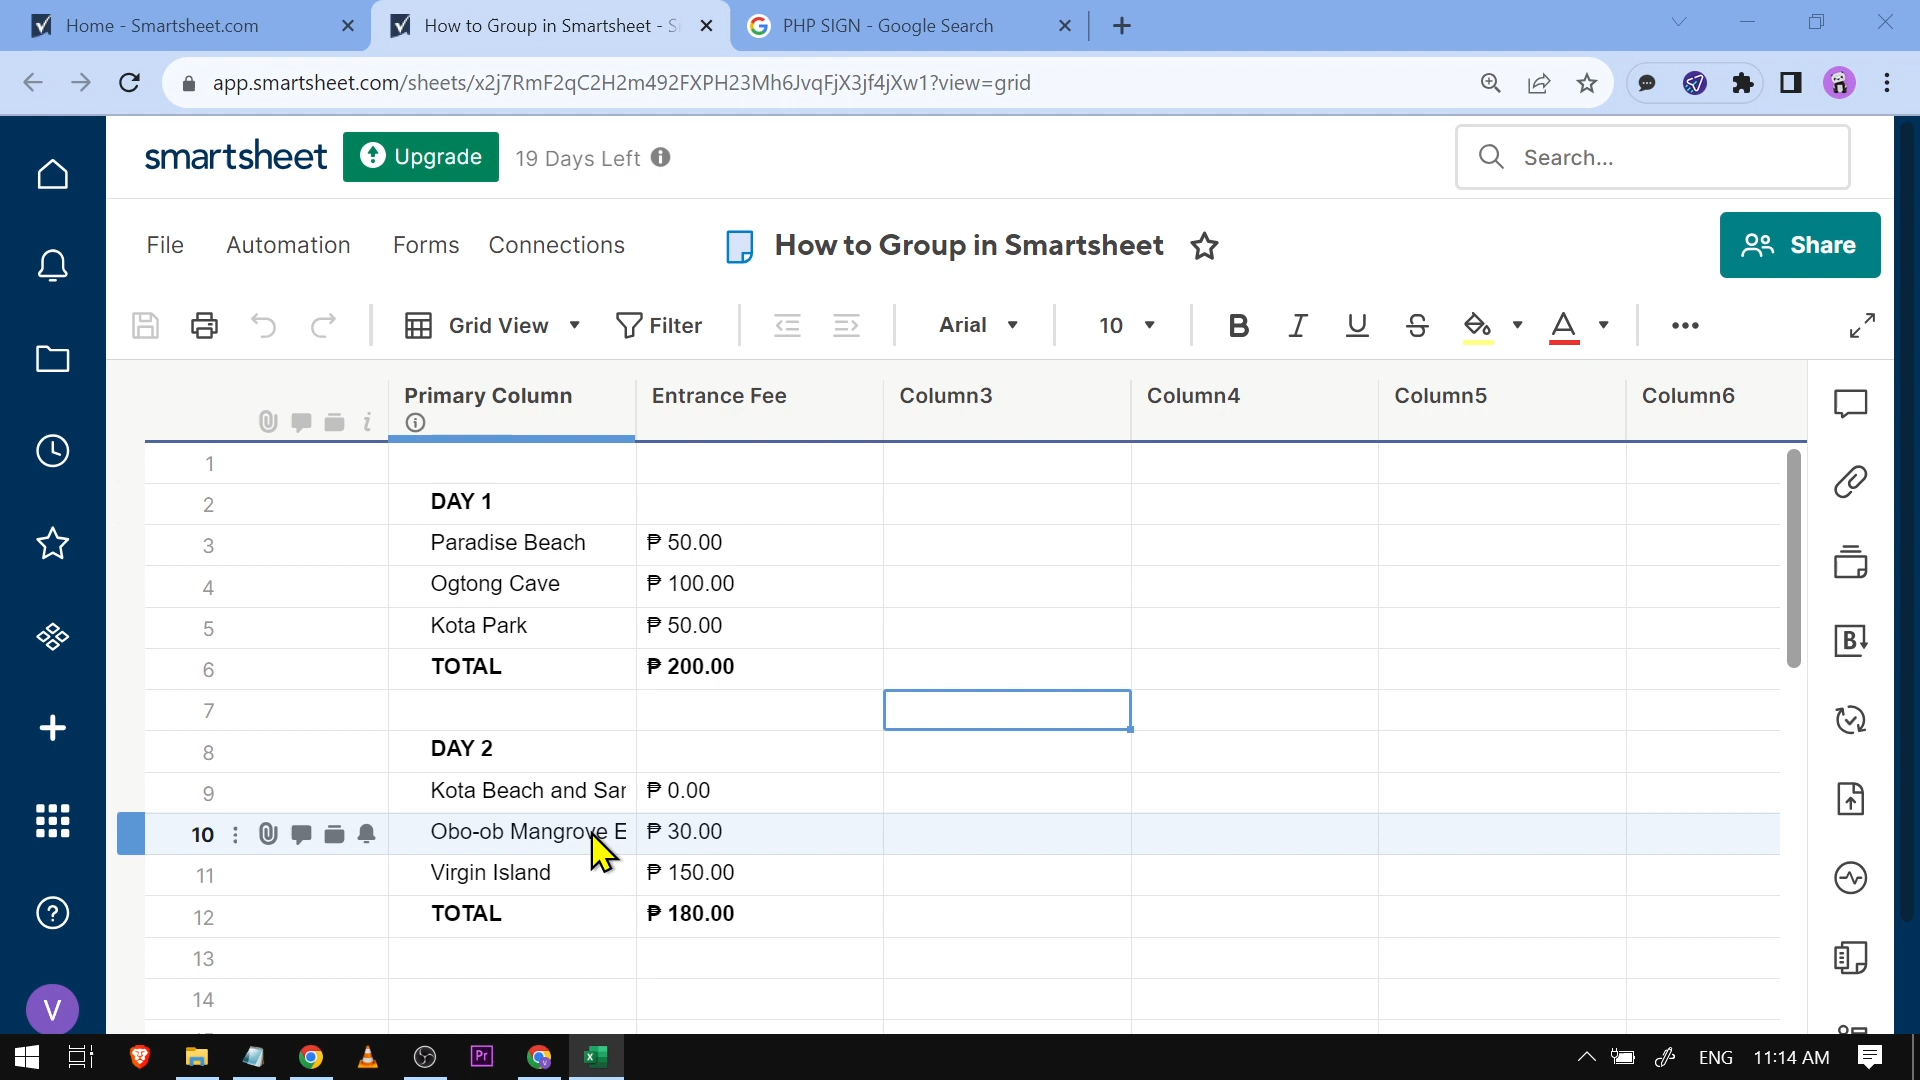 Home - Smartsheet.com
How to Group in Smartsheet - S
PHP SIGN - Google Search
app.smartsheet.com/sheets/x2j7RmF2qC2H2m492FXPH23Mh6JvqFjX3jf4jXw1?view=grid
smartsheet
Upgrade
19 Days Left
Search...
File
Automation
Forms
Connections
How to Group in Smartsheet
Share
Grid View
Filter
Arial
10
Primary Column
Entrance Fee
Column3
Column4
Column5
Column6
1
2 DAY 1
3 Paradise Beach ₱ 50.00
4 Ogtong Cave ₱ 100.00
5 Kota Park ₱ 50.00
6 TOTAL ₱ 200.00
7
8 DAY 2
9 Kota Beach and Sar ₱ 0.00
10 Obo-ob Mangrove E ₱ 30.00
11 Virgin Island ₱ 150.00
12 TOTAL ₱ 180.00
13
14
V
ENG
11:14 AM